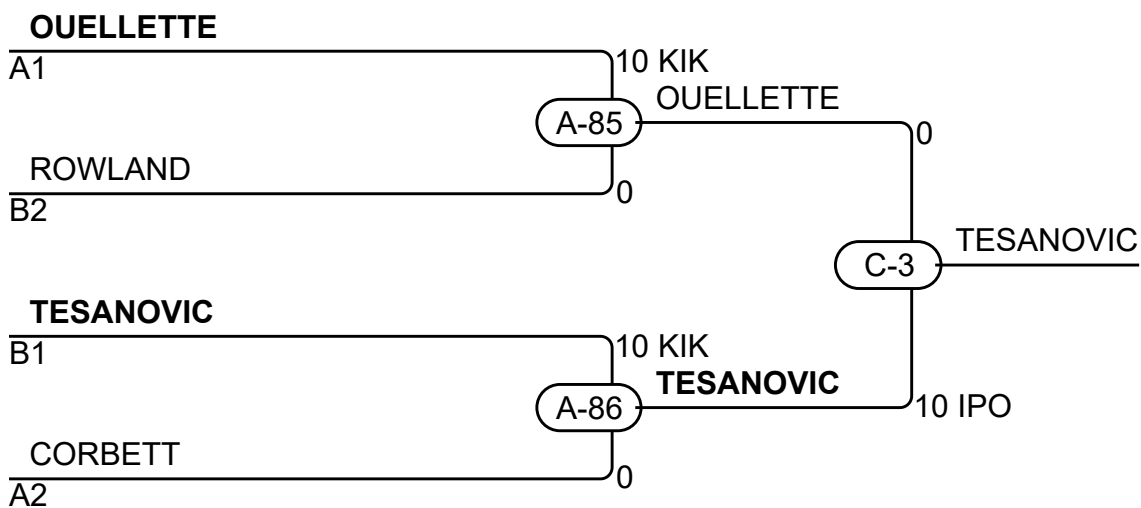 OUELLETTE
A1
10 KIK
A-85
OUELLETTE
0
ROWLAND
B2
0
C-3
TESANOVIC
TESANOVIC
B1
10 KIK
A-86
TESANOVIC
10 IPO
CORBETT
A2
0